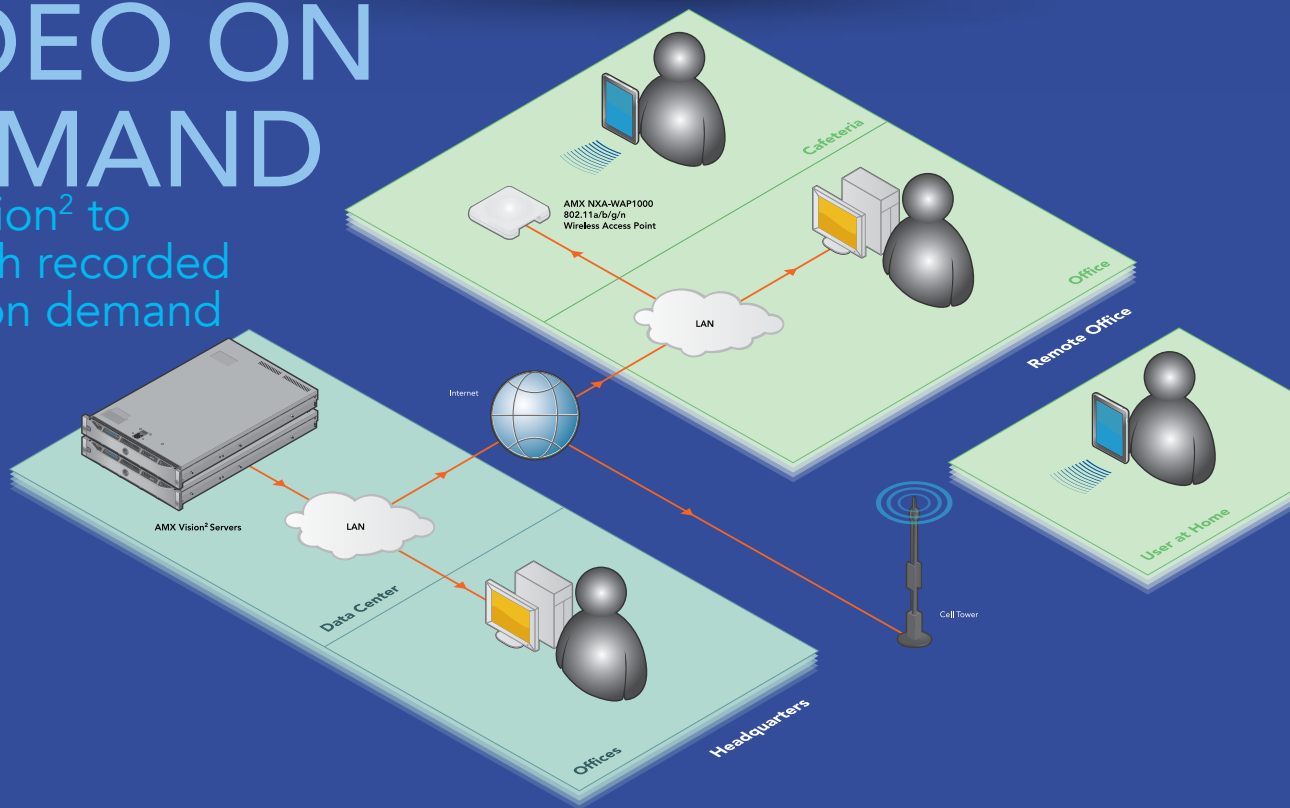 DEO ON
MAND
ion² to
h recorded
on demand
Cafeteria
AMX NXA-WAP1000
802.11a/b/g/n
Wireless Access Point
Office
LAN
Remote Office
Internet
AMX Vision² Servers
LAN
Data Center
Offices
Headquarters
Cell Tower
User at Home